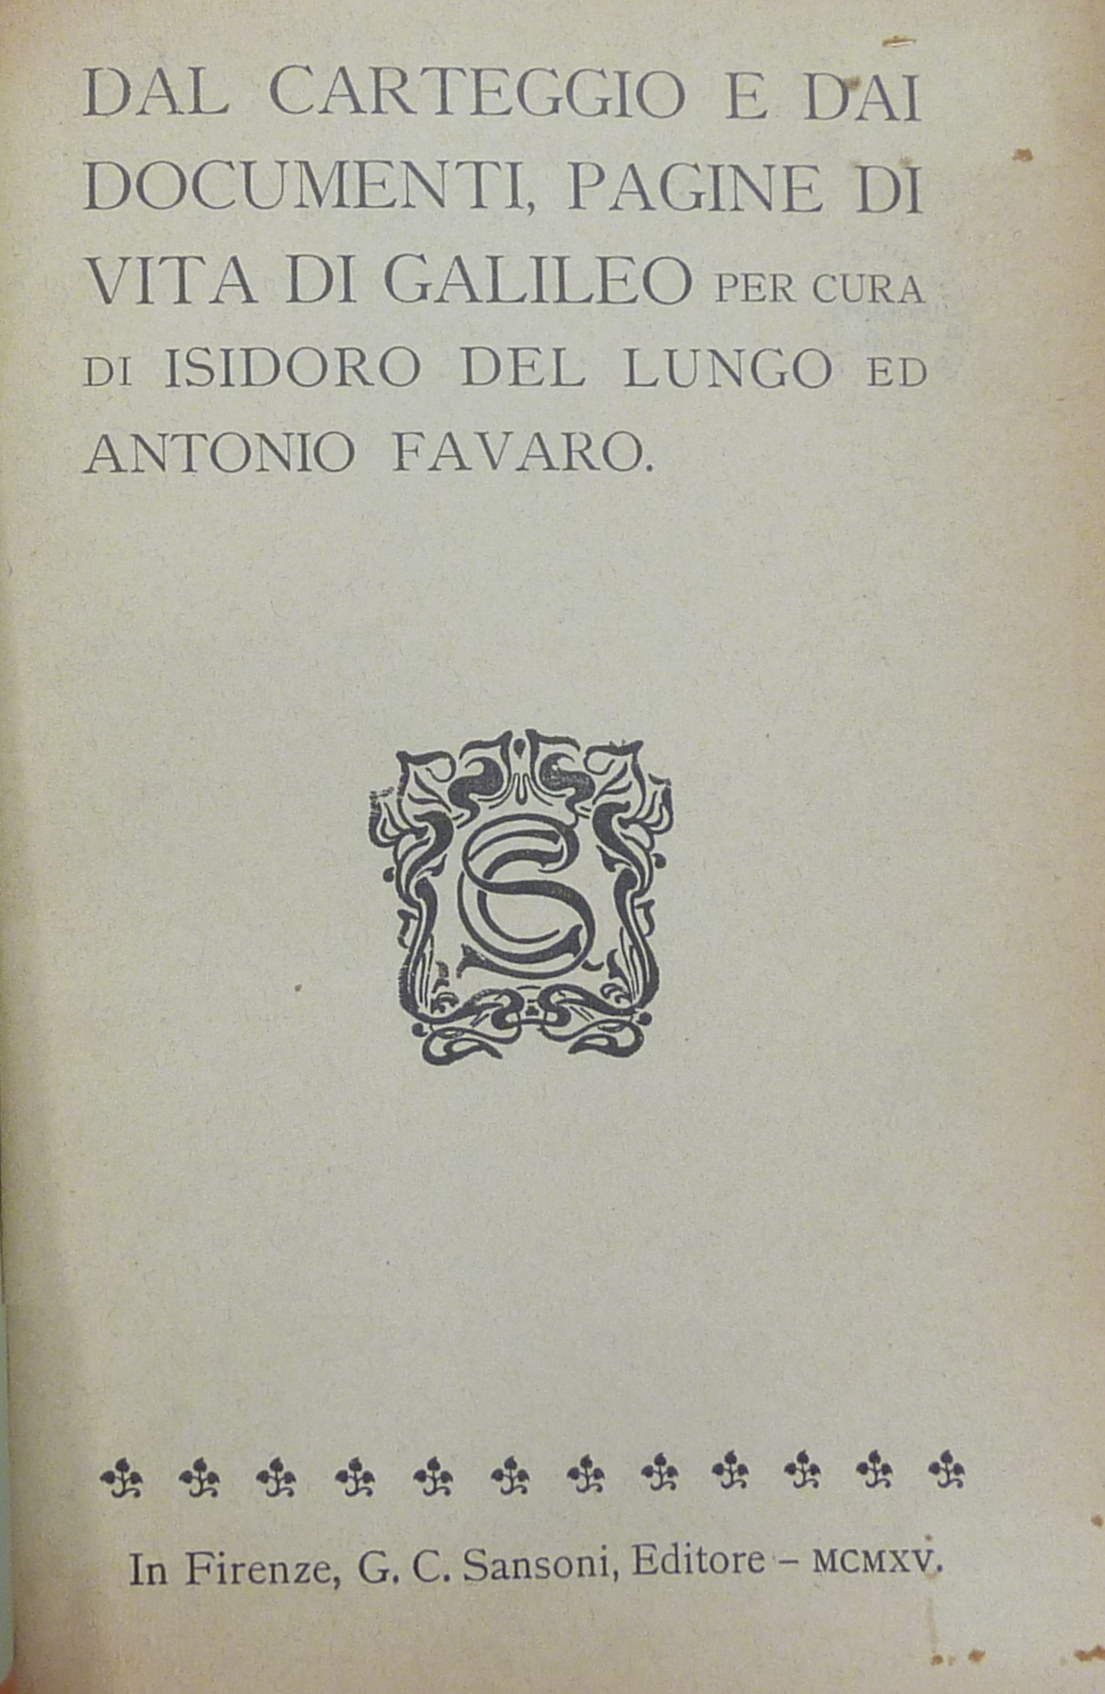 DAL CARTEGGIO E DAI
DOCUMENTI, PAGINE DI
VITA DI GALILEO PER CURA
DI ISIDORO DEL LUNGO ED
ANTONIO FAVARO.
In Firenze, G. C. Sansoni, Editore – MCMXV.